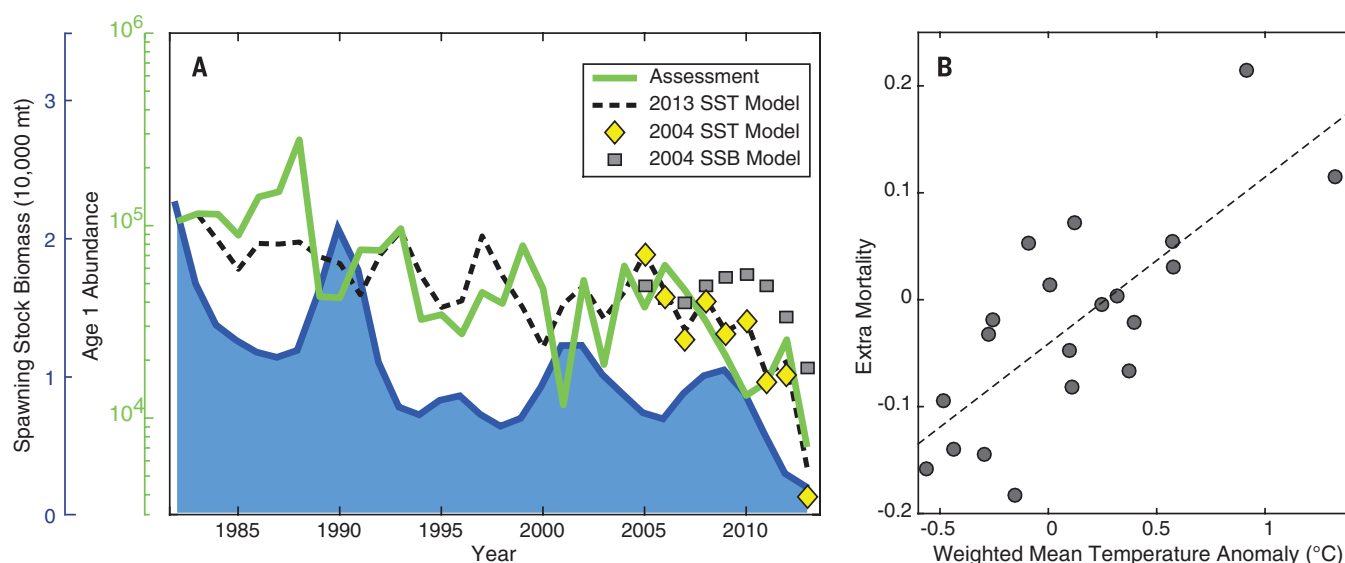 A
Spawning Stock Biomass (10,000 mt)
3
2
1
0
Age 1 Abundance
10^6
10^5
10^4
Assessment
2013 SST Model
2004 SST Model
2004 SSB Model
1985 1990 1995 2000 2005 2010
Year
B
Extra Mortality
0.2
0.1
0
-0.1
-0.2
-0.5 0 0.5 1
Weighted Mean Temperature Anomaly (°C)